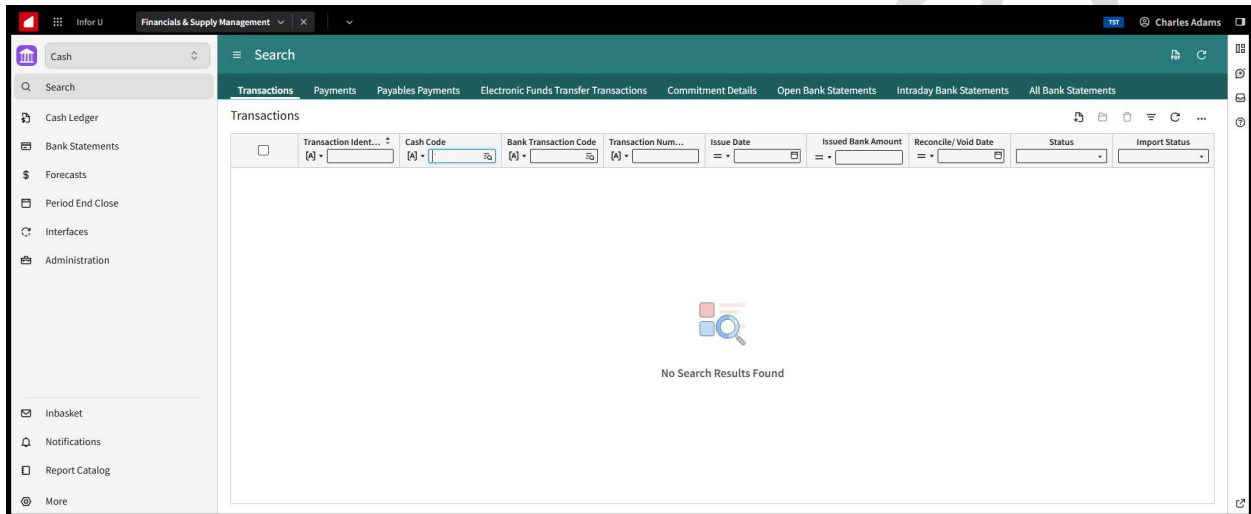 Infor U Financials & Supply Management TST Charles Adams
Cash
Search
Cash Ledger
Bank Statements
Forecasts
Period End Close
Interfaces
Administration
Inbasket
Notifications
Report Catalog
More
Search
Transactions Payments Payables Payments Electronic Funds Transfer Transactions Commitment Details Open Bank Statements Intraday Bank Statements All Bank Statements
Transactions
Transaction Ident... Cash Code Bank Transaction Code Transaction Num... Issue Date Issued Bank Amount Reconcile/Void Date Status Import Status
[A] [A] [A] [A] = = =
No Search Results Found